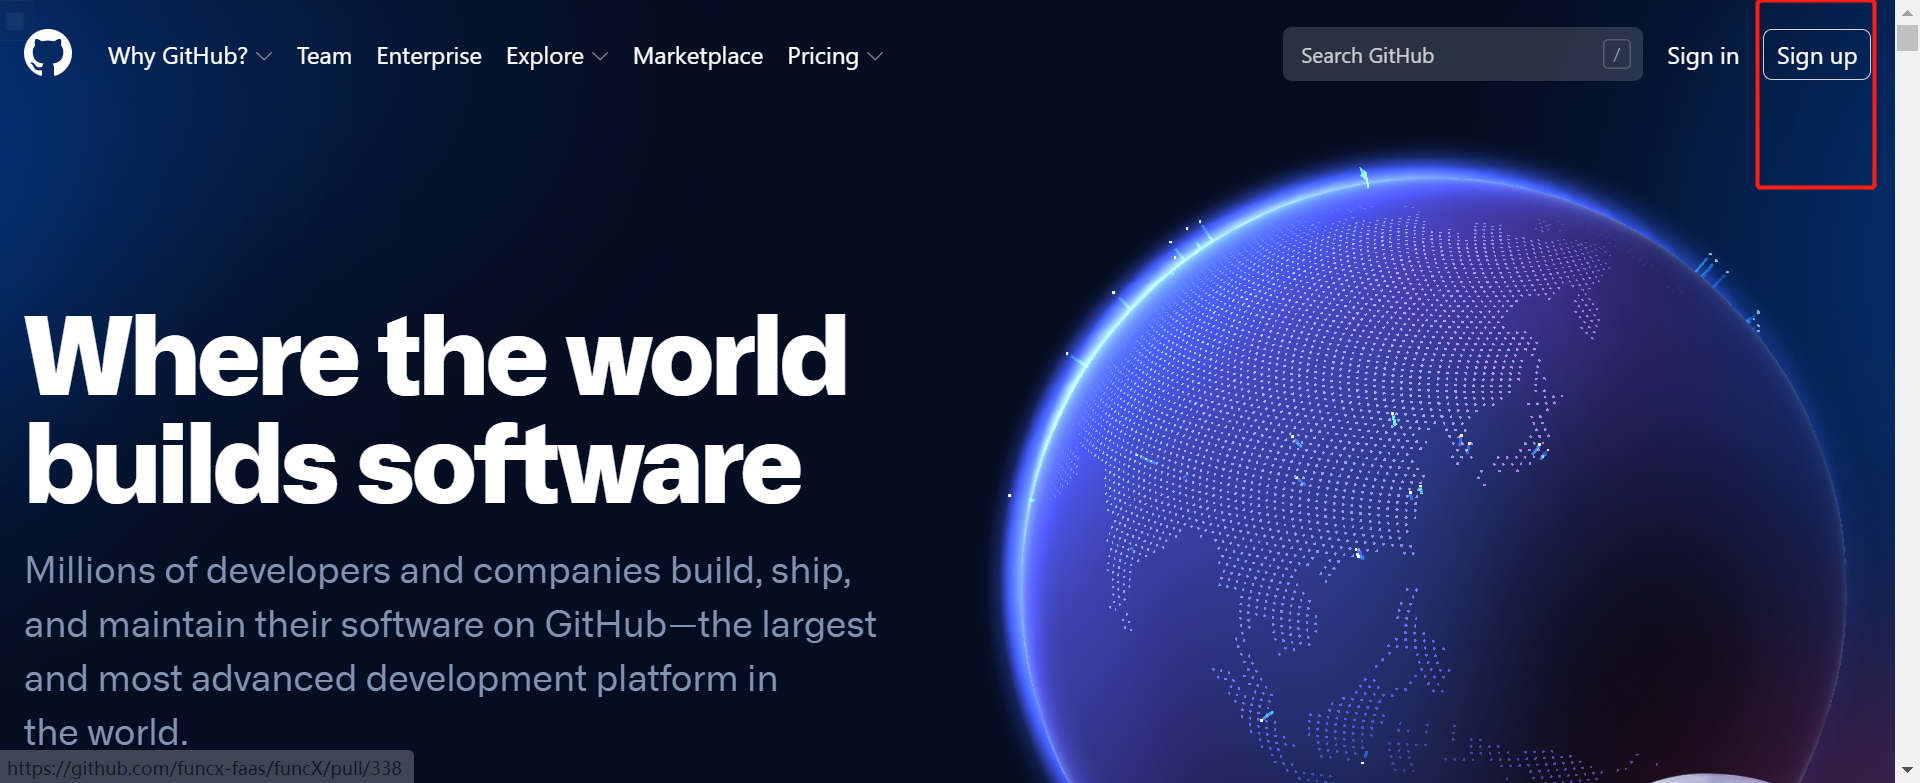 Why GitHub? Team Enterprise Explore Marketplace Pricing Search GitHub / Sign in Sign up
Where the world
builds software
Millions of developers and companies build, ship,
and maintain their software on GitHub—the largest
and most advanced development platform in
the world.
https://github.com/funcx-faas/funcX/pull/338